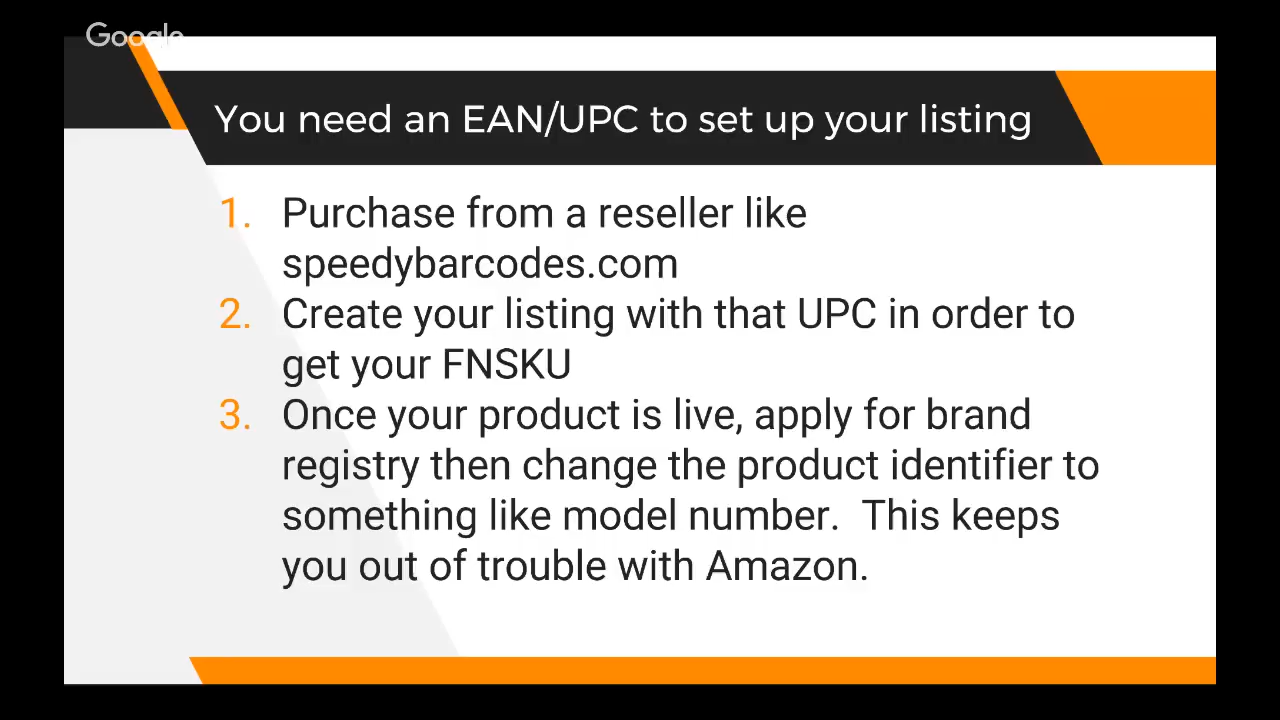 Google
You need an EAN/UPC to set up your listing
1. Purchase from a reseller like
speedybarcodes.com
2. Create your listing with that UPC in order to
get your FNSKU
3. Once your product is live, apply for brand
registry then change the product identifier to
something like model number.  This keeps
you out of trouble with Amazon.